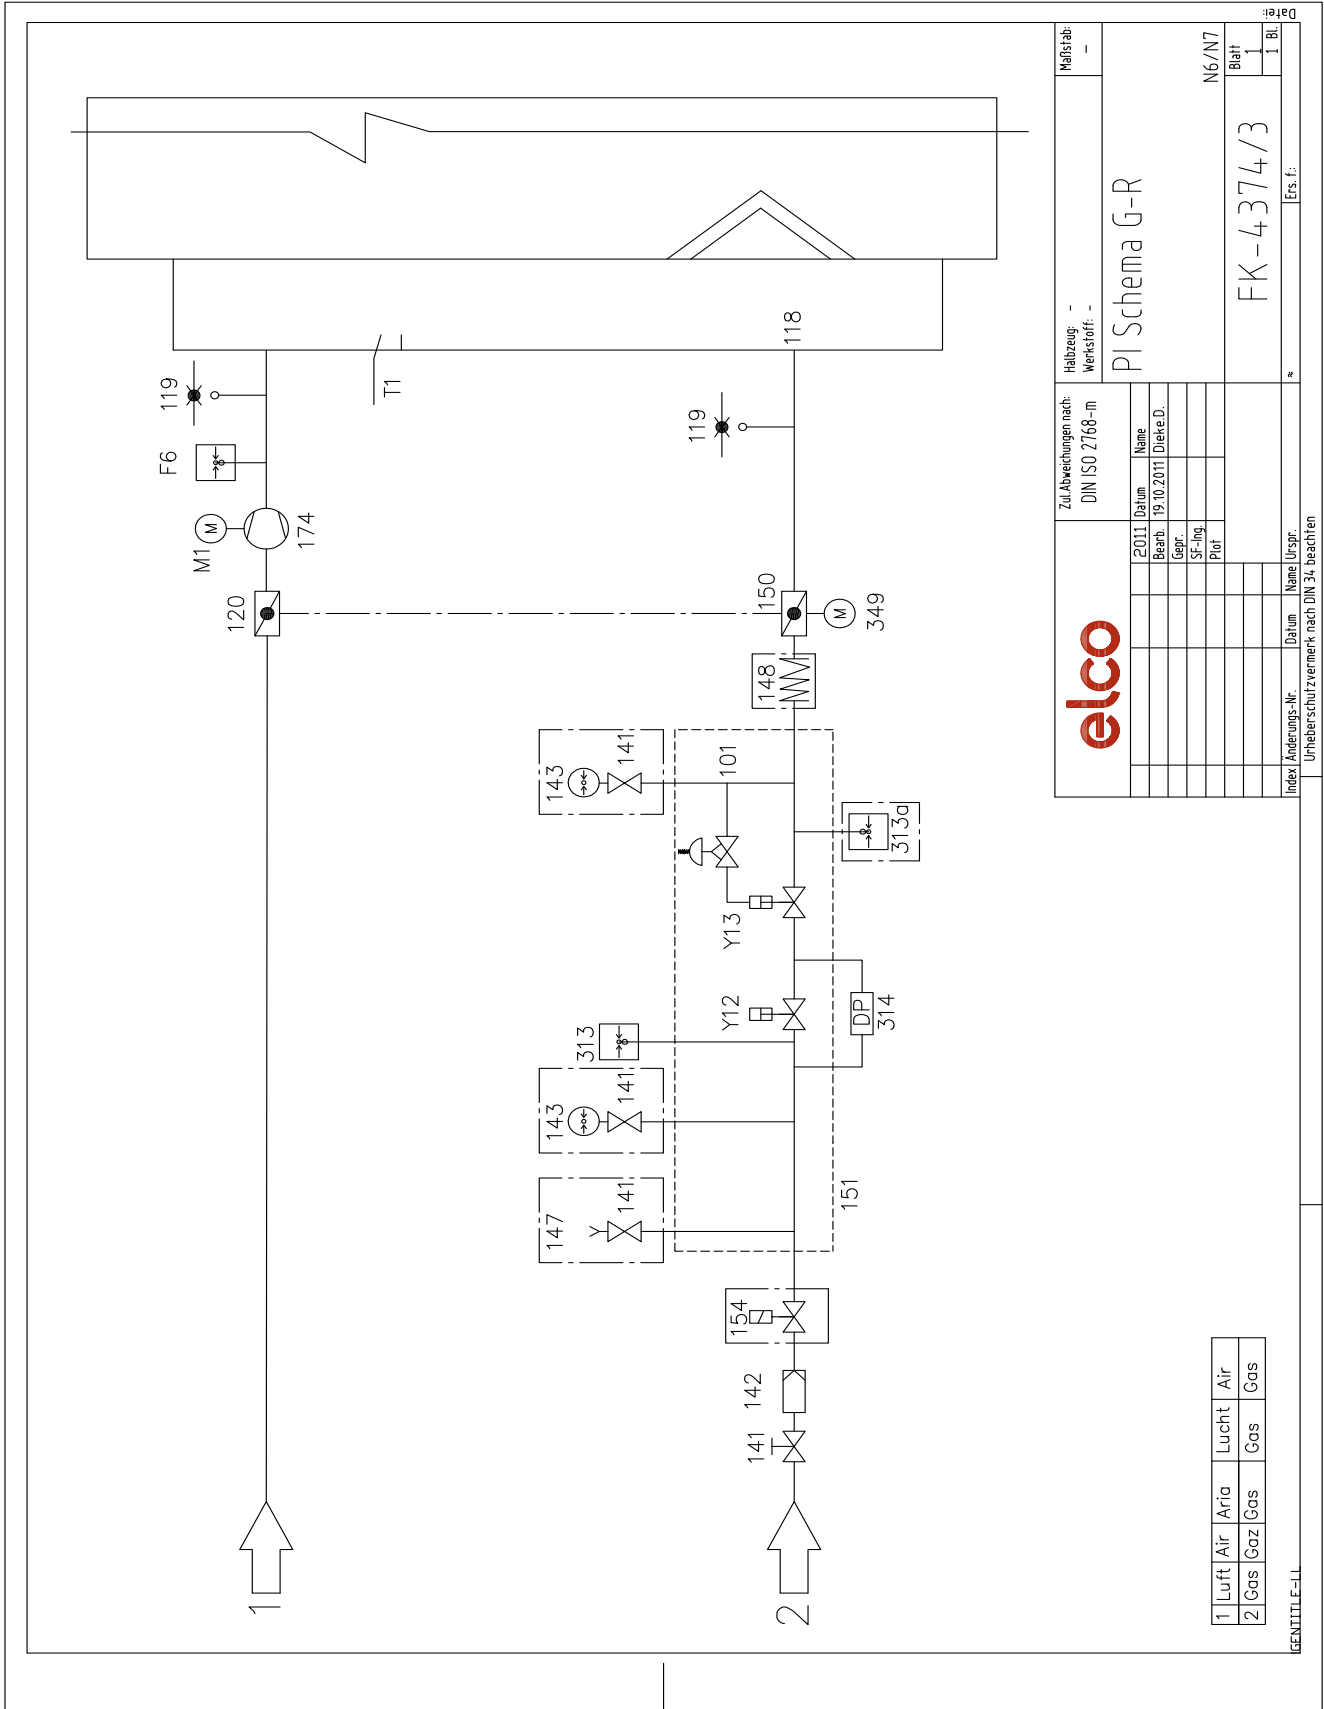 1
2
120
M1
174
F6
119
T1
119
118
150
349
148
143
141
101
313a
Y13
Y12
DP
314
313
143
141
147
141
151
154
142
141
1 Luft Air Aria Lucht Air
2 Gas Gaz Gas Gas Gas
IGENTITLE-LL
elco
Zul.Abweichungen nach:
DIN ISO 2768-m
Halbzeug: -
Werkstoff: -
Maßstab:
-
2011 Datum Name
Bearb. 19.10.2011 Dieke.D.
Gepr.
SF-Ing.
Plot
PI Schema G-R
N6/N7
FK-4374/3
Blatt
1
1 Bl.
Index Änderungs-Nr. Datum Name Urspr. Ers. f.:
Urheberschutzvermerk nach DIN 34 beachten
Datei: